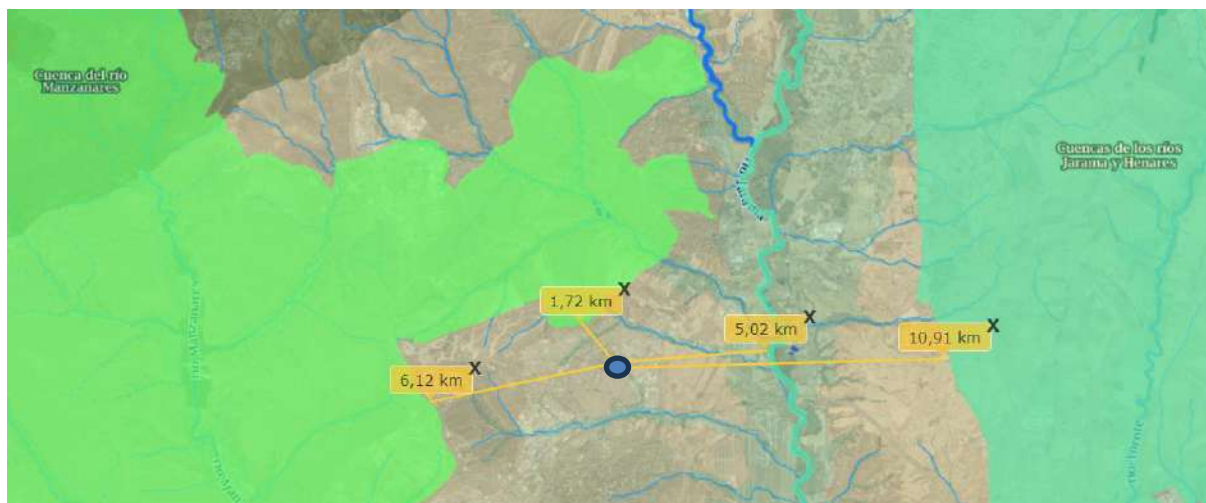 Cuenca del río
Manzanares
Cuencas de los ríos
Jarama y Henares
1,72 km
X
5,02 km
X
10,91 km
X
6,12 km
X